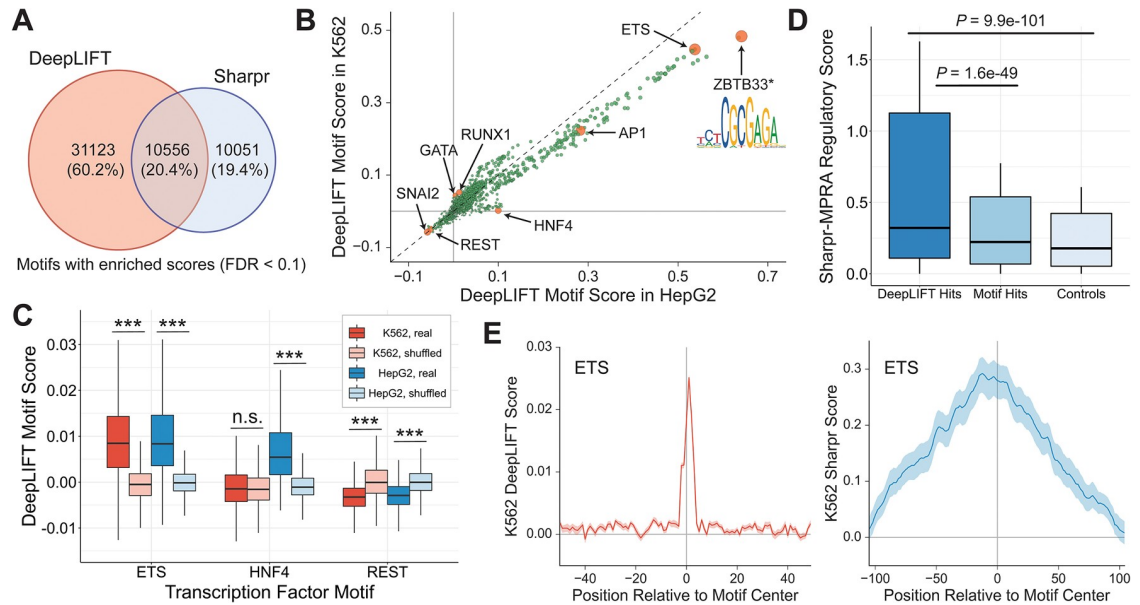 A
DeepLIFT
Sharpr
31123
(60.2%)
10556
(20.4%)
10051
(19.4%)
Motifs with enriched scores (FDR < 0.1)
B
DeepLIFT Motif Score in K562
0.5
0.3
0.1
−0.1
ETS
ZBTB33*
CGCGAGA
AP1
RUNX1
GATA
SNAI2
REST
HNF4
−0.1
0.1
0.3
0.5
0.7
DeepLIFT Motif Score in HepG2
D
Sharpr-MPRA Regulatory Score
1.5
1.0
0.5
0.0
P = 9.9e-101
P = 1.6e-49
DeepLIFT Hits
Motif Hits
Controls
C
DeepLIFT Motif Score
0.03
0.02
0.01
0.00
-0.01
***
***
n.s.
***
***
***
K562, real
K562, shuffled
HepG2, real
HepG2, shuffled
ETS
HNF4
REST
Transcription Factor Motif
E
ETS
K562 DeepLIFT Score
0.03
0.02
0.01
0.00
−40
−20
0
20
40
Position Relative to Motif Center
ETS
K562 Sharpr Score
0.3
0.2
0.1
0.0
−100
−50
0
50
100
Position Relative to Motif Center